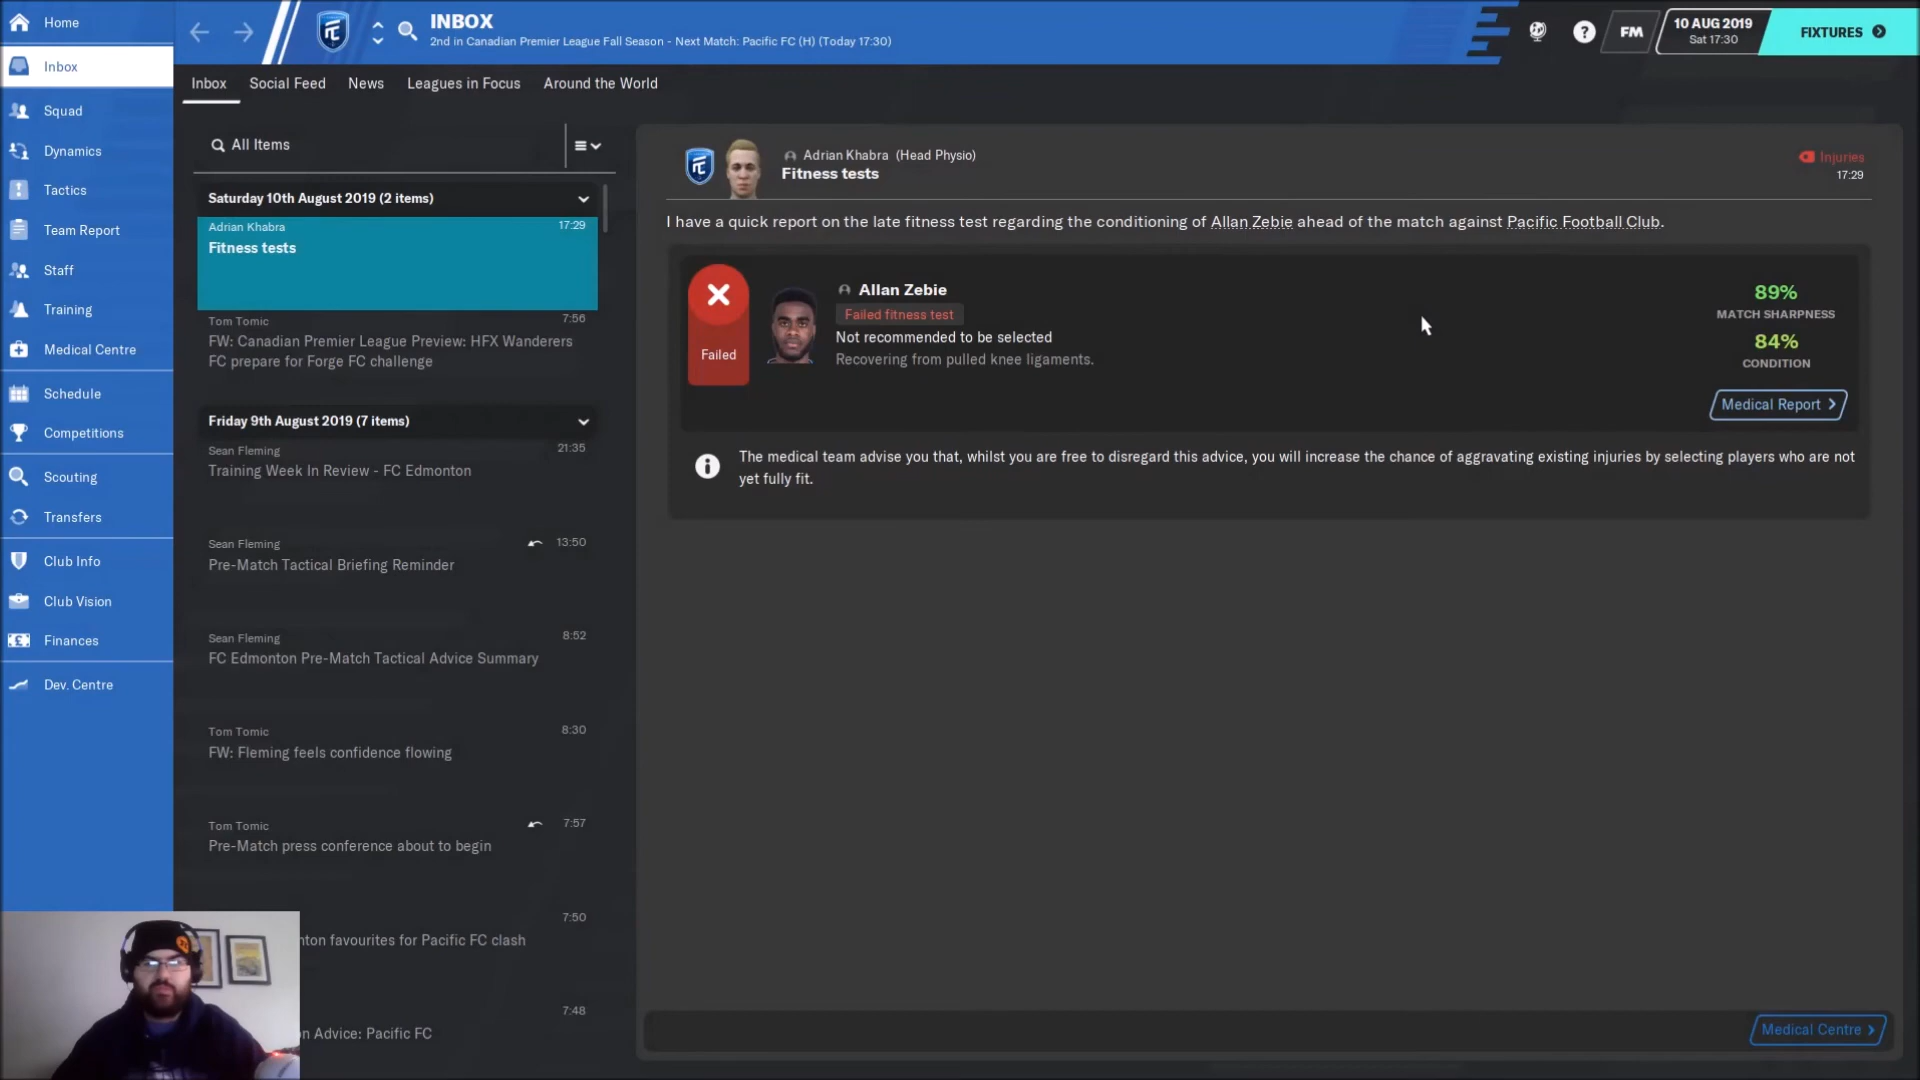 Home
Inbox
Squad
Dynamics
Tactics
Team Report
Staff
Training
Medical Centre
Schedule
Competitions
Scouting
Transfers
Club Info
Club Vision
Finances
Dev. Centre
INBOX
2nd in Canadian Premier League Fall Season - Next Match: Pacific FC (H) (Today 17:30)
FM
10 AUG 2019
Sat 17:30
FIXTURES
Inbox Social Feed News Leagues in Focus Around the World
All Items
Saturday 10th August 2019 (2 items)
Adrian Khabra 17:29
Fitness tests
Tom Tomic 7:56
FW: Canadian Premier League Preview: HFX Wanderers
FC prepare for Forge FC challenge
Friday 9th August 2019 (7 items)
Sean Fleming 21:35
Training Week In Review - FC Edmonton
Sean Fleming 13:50
Pre-Match Tactical Briefing Reminder
Sean Fleming 8:52
FC Edmonton Pre-Match Tactical Advice Summary
Tom Tomic 8:30
FW: Fleming feels confidence flowing
Tom Tomic 7:57
Pre-Match press conference about to begin
7:50
nton favourites for Pacific FC clash
7:48
n Advice: Pacific FC
Adrian Khabra (Head Physio)
Fitness tests
Injuries
17:29
I have a quick report on the late fitness test regarding the conditioning of Allan Zebie ahead of the match against Pacific Football Club.
Failed
Allan Zebie
Failed fitness test
Not recommended to be selected
Recovering from pulled knee ligaments.
89%
MATCH SHARPNESS
84%
CONDITION
Medical Report
The medical team advise you that, whilst you are free to disregard this advice, you will increase the chance of aggravating existing injuries by selecting players who are not
yet fully fit.
Medical Centre